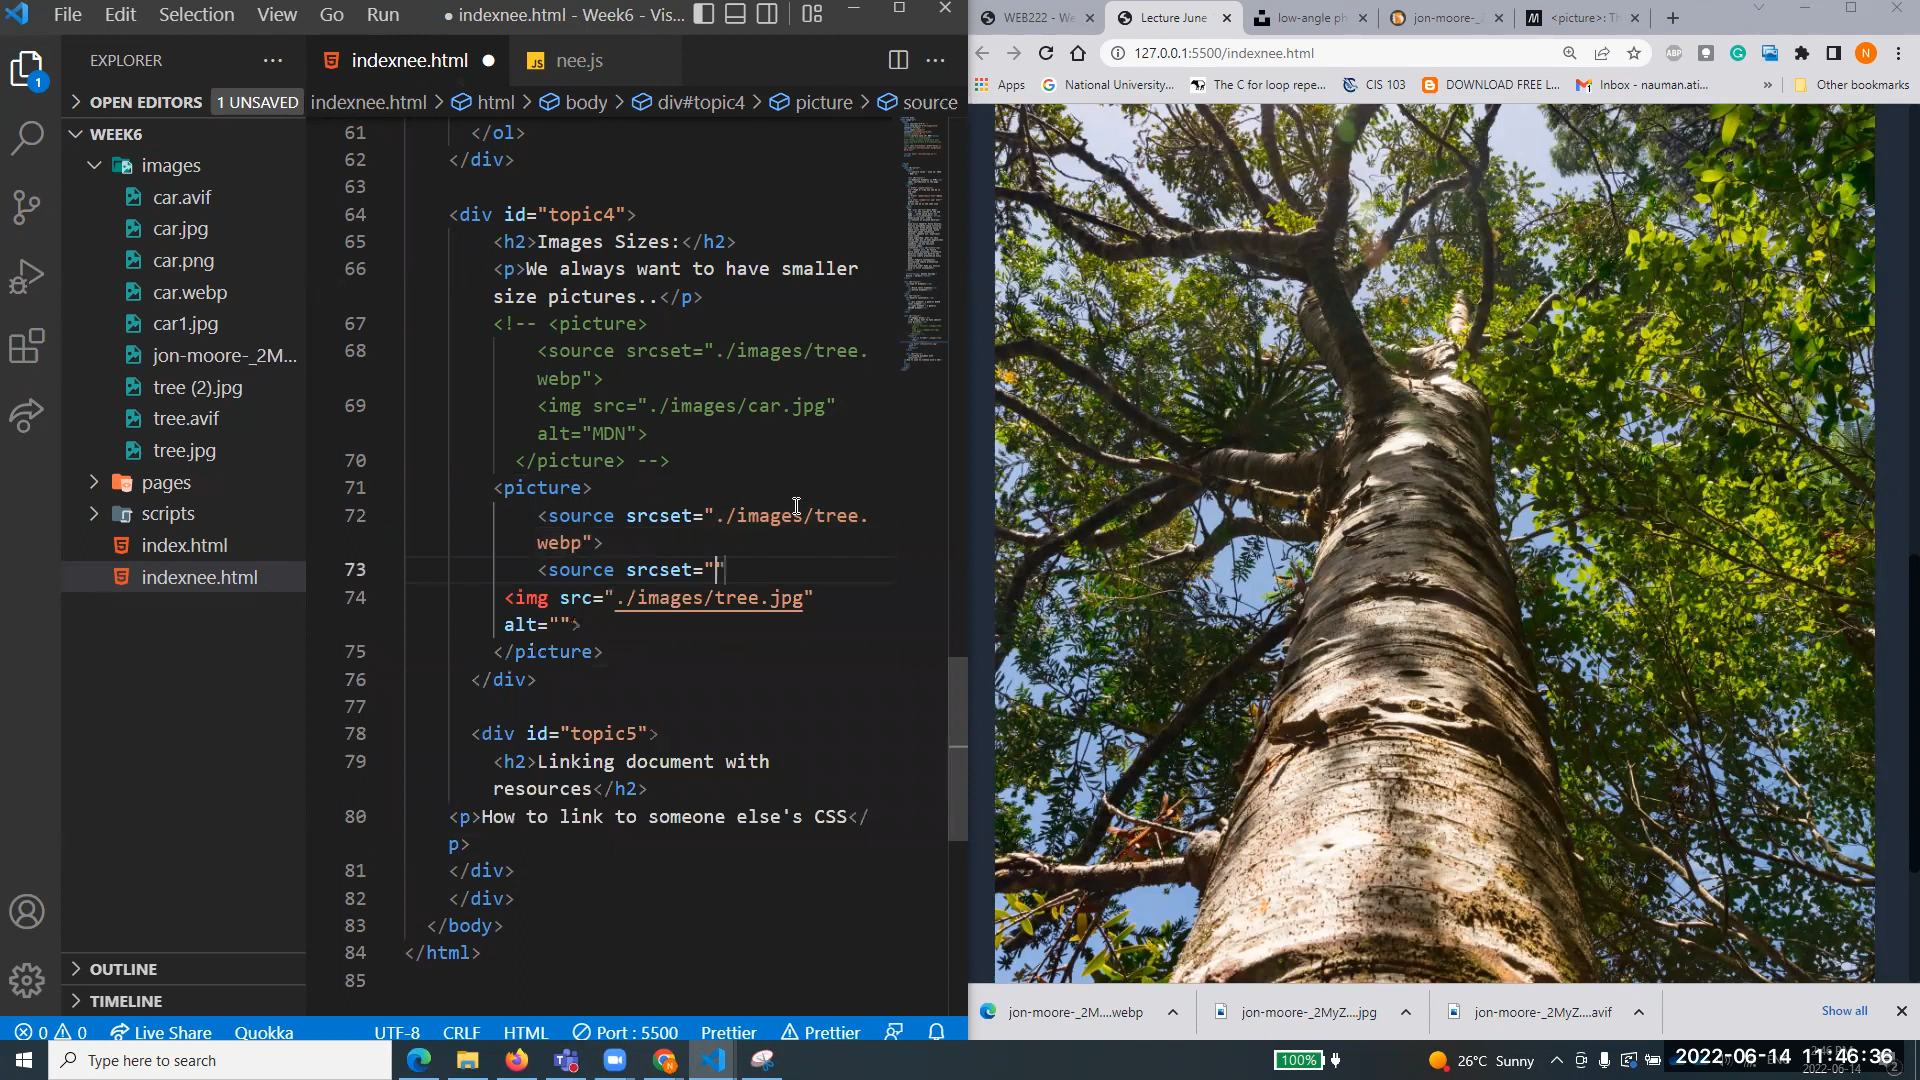 File Edit Selection View Go Run
● indexnee.html - Week6 - Vis...
EXPLORER
OPEN EDITORS 1 UNSAVED
WEEK6
images
car.avif
car.jpg
car.png
car.webp
car1.jpg
jon-moore-_2M...
tree (2).jpg
tree.avif
tree.jpg
pages
scripts
index.html
indexnee.html
OUTLINE
TIMELINE
indexnee.html ●
JS nee.js
indexnee.html > html > body > div#topic4 > picture > source
61 </ol>
62 </div>
63
64 <div id="topic4">
65 <h2>Images Sizes:</h2>
66 <p>We always want to have smaller
size pictures..</p>
67 <!-- <picture>
68 <source srcset="./images/tree.
webp">
69 <img src="./images/car.jpg"
alt="MDN">
70 </picture> -->
71 <picture>
72 <source srcset="./images/tree.
webp">
73 <source srcset=""
74 <img src="./images/tree.jpg"
alt="">
75 </picture>
76 </div>
77
78 <div id="topic5">
79 <h2>Linking document with
resources</h2>
80 <p>How to link to someone else's CSS</
p>
81 </div>
82 </div>
83 </body>
84 </html>
85
0 0 Live Share Quokka UTF-8 CRLF HTML Port : 5500 Prettier Prettier
WEB222 - We
Lecture June
low-angle ph
jon-moore-_2
<picture>: Th
127.0.0.1:5500/indexnee.html
N
Apps
National University...
The C for loop repe...
CIS 103
DOWNLOAD FREE L...
Inbox - nauman.ati...
»
Other bookmarks
jon-moore-_2M....webp
jon-moore-_2MyZ....jpg
jon-moore-_2MyZ....avif
Show all
Type here to search
100%
26°C Sunny
2022-06-14 11:46:36
2022-06-14